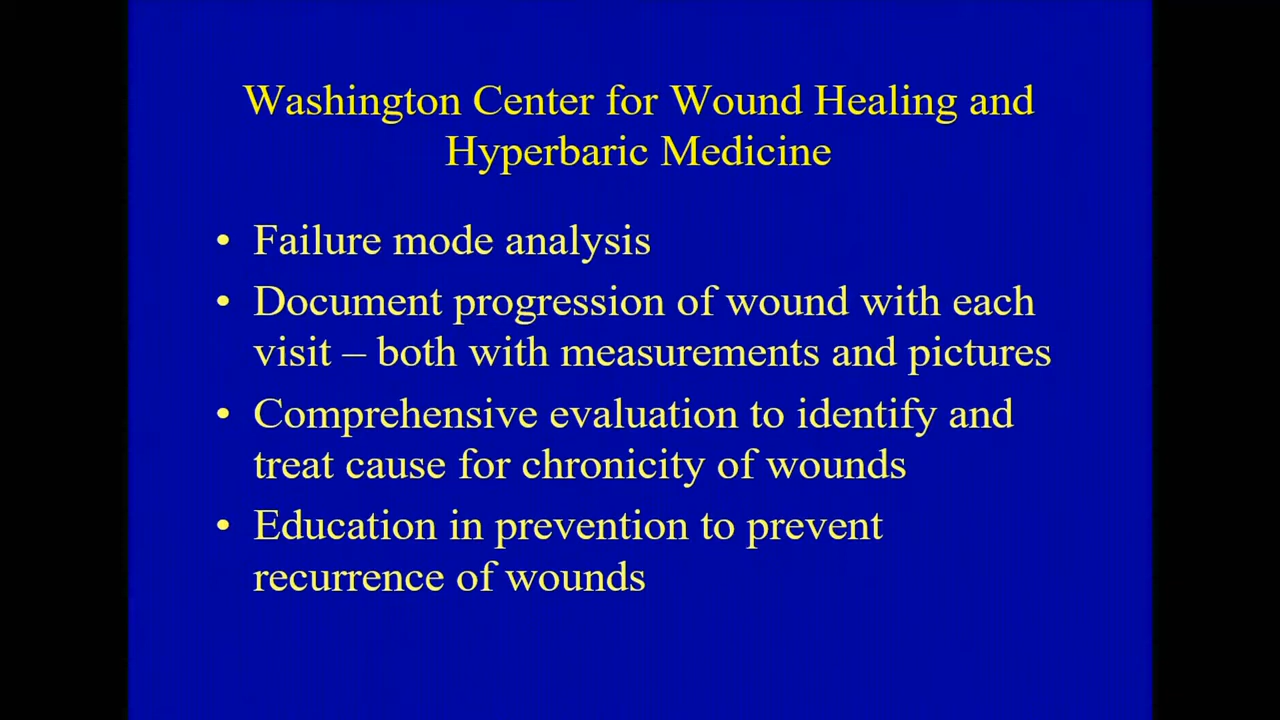 Washington Center for Wound Healing and
Hyperbaric Medicine
• Failure mode analysis
• Document progression of wound with each
visit – both with measurements and pictures
• Comprehensive evaluation to identify and
treat cause for chronicity of wounds
• Education in prevention to prevent
recurrence of wounds